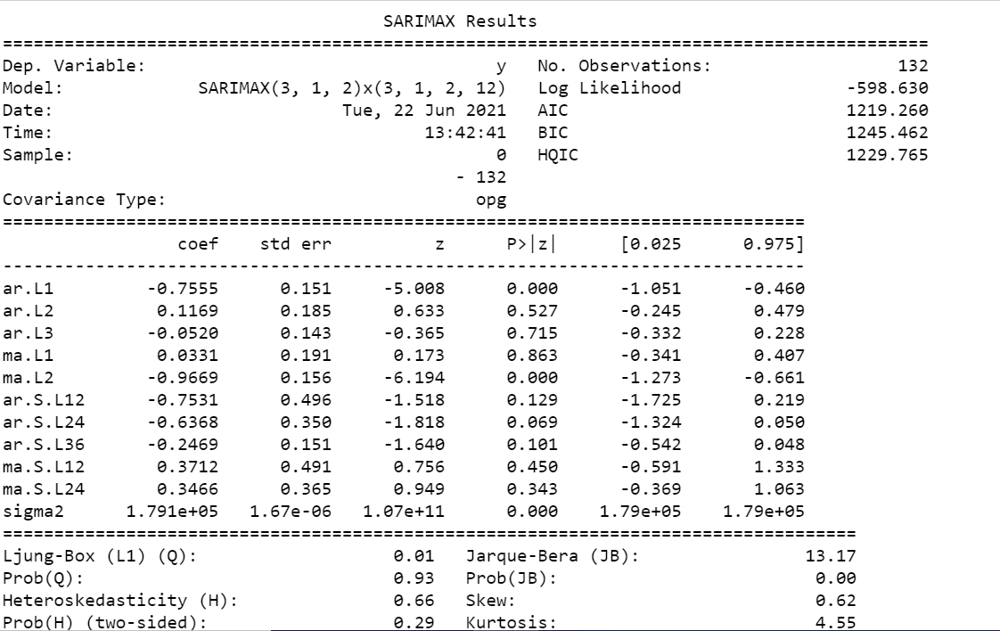 SARIMAX Results
==========================================================================================
Dep. Variable: y No. Observations: 132
Model: SARIMAX(3, 1, 2)x(3, 1, 2, 12) Log Likelihood -598.630
Date: Tue, 22 Jun 2021 AIC 1219.260
Time: 13:42:41 BIC 1245.462
Sample: 0 HQIC 1229.765
- 132
Covariance Type: opg
==============================================================================
coef std err z P>|z| [0.025 0.975]
------------------------------------------------------------------------------
ar.L1 -0.7555 0.151 -5.008 0.000 -1.051 -0.460
ar.L2 0.1169 0.185 0.633 0.527 -0.245 0.479
ar.L3 -0.0520 0.143 -0.365 0.715 -0.332 0.228
ma.L1 0.0331 0.191 0.173 0.863 -0.341 0.407
ma.L2 -0.9669 0.156 -6.194 0.000 -1.273 -0.661
ar.S.L12 -0.7531 0.496 -1.518 0.129 -1.725 0.219
ar.S.L24 -0.6368 0.350 -1.818 0.069 -1.324 0.050
ar.S.L36 -0.2469 0.151 -1.640 0.101 -0.542 0.048
ma.S.L12 0.3712 0.491 0.756 0.450 -0.591 1.333
ma.S.L24 0.3466 0.365 0.949 0.343 -0.369 1.063
sigma2 1.791e+05 1.67e-06 1.07e+11 0.000 1.79e+05 1.79e+05
===================================================================================
Ljung-Box (L1) (Q): 0.01 Jarque-Bera (JB): 13.17
Prob(Q): 0.93 Prob(JB): 0.00
Heteroskedasticity (H): 0.66 Skew: 0.62
Prob(H) (two-sided): 0.29 Kurtosis: 4.55